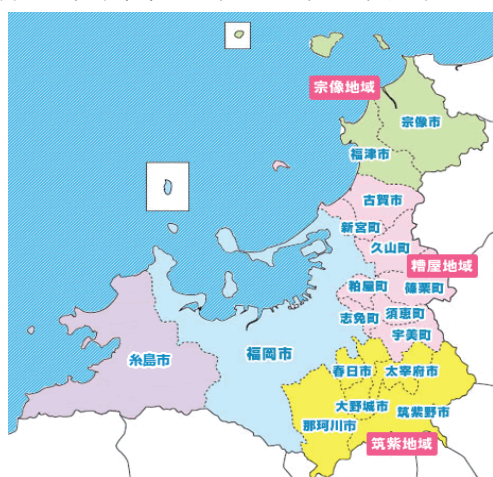 宗像地域
宗像市
福津市
古賀市
新宮町
久山町
糟屋地域
粕屋町
篠栗町
志免町
須恵町
宇美町
糸島市
福岡市
春日市
太宰府市
大野城市
筑紫野市
那珂川市
筑紫地域